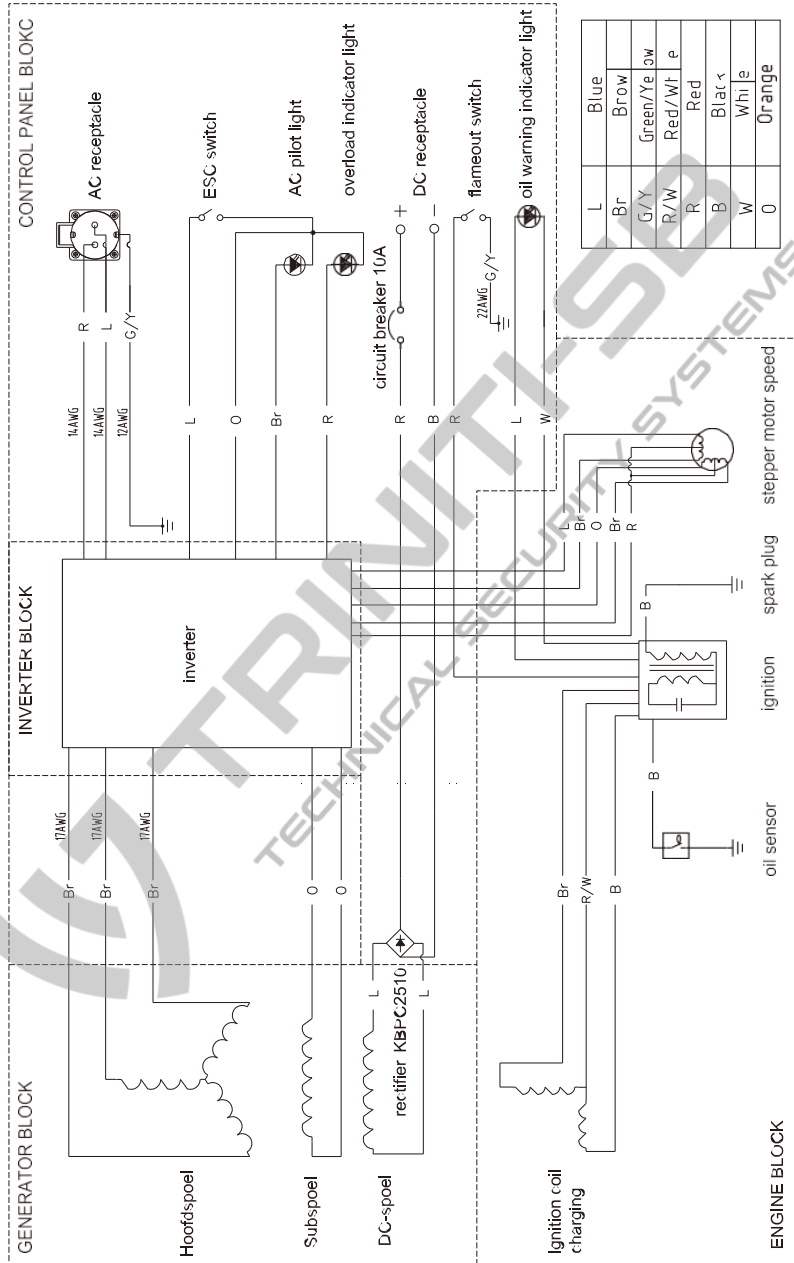 CONTROL PANEL BLOKC
AC receptacle
ESC switch
AC pilot light
overload indicator light
circuit breaker 10A
DC receptacle
+
−
flameout switch
oil warning indicator light
R
L
G/Y
14AWG
14AWG
12AWG
L
O
Br
R
R
B
R
22AWG
G/Y
L
W
L Blue
Br Brow
G/Y Green/Ye ow
R/W Red/Wh e
R Red
B Black
W Whi e
O Orange
INVERTER BLOCK
inverter
17AWG
17AWG
17AWG
Br
Br
Br
O
O
GENERATOR BLOCK
Hoofdspoel
Subspoel
DC-spoel
L
L
rectifier KBPC2510
ENGINE BLOCK
Ignition coil
charging
Br
R/W
B
oil sensor
B
ignition
spark plug
B
stepper motor speed
L
Br
O
Br
R
TRINITI-SB
TECHNICAL SECURITY SYSTEMS